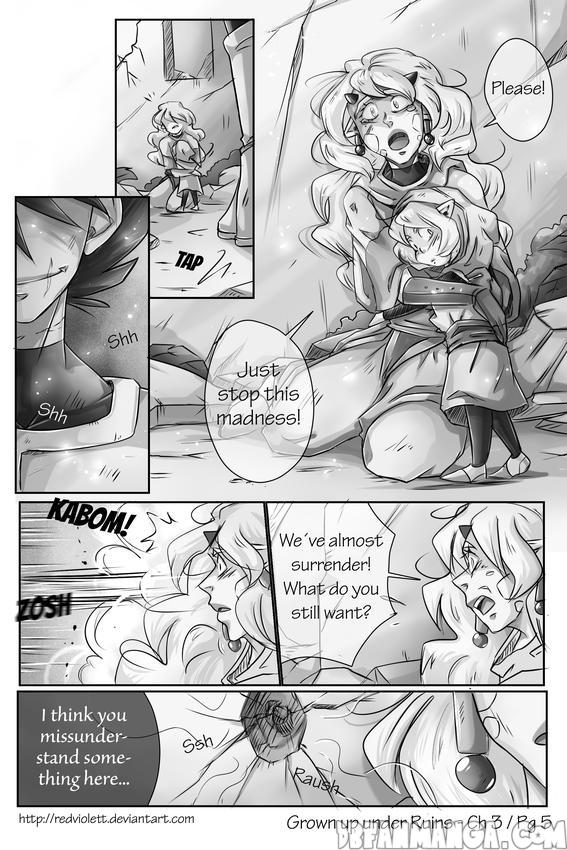 TAP
Please!
Just
stop this
madness!
Shh
Shh
KABOM!
ZOSH
We´ve almost
surrender!
What do you
still want?
I think you
missunder-
stand some-
thing here...
Ssh
Raush
http://redviolett.deviantart.com
Grown up under Ruins - Ch 3 / Pg 5
DBFANMANGA.COM